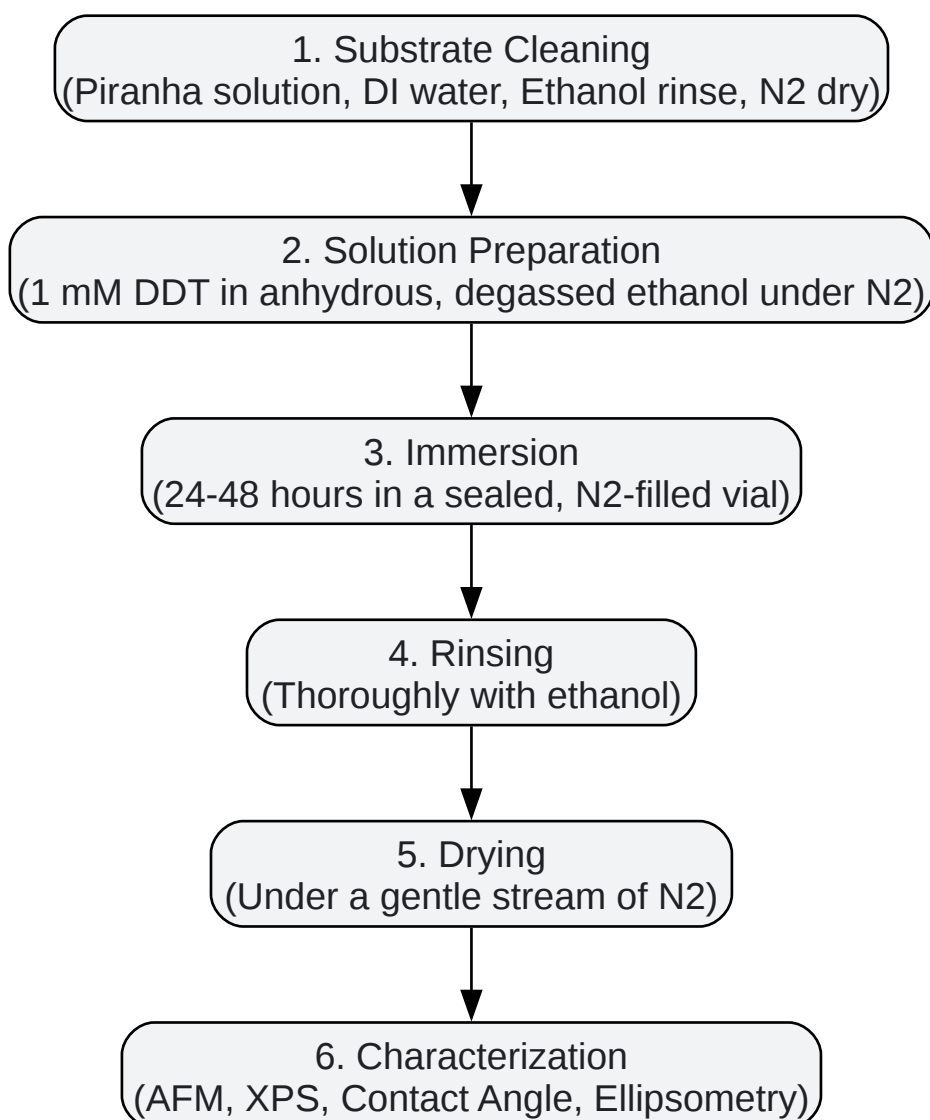 1. Substrate Cleaning
(Piranha solution, DI water, Ethanol rinse, N2 dry)
2. Solution Preparation
(1 mM DDT in anhydrous, degassed ethanol under N2)
3. Immersion
(24-48 hours in a sealed, N2-filled vial)
4. Rinsing
(Thoroughly with ethanol)
5. Drying
(Under a gentle stream of N2)
6. Characterization
(AFM, XPS, Contact Angle, Ellipsometry)